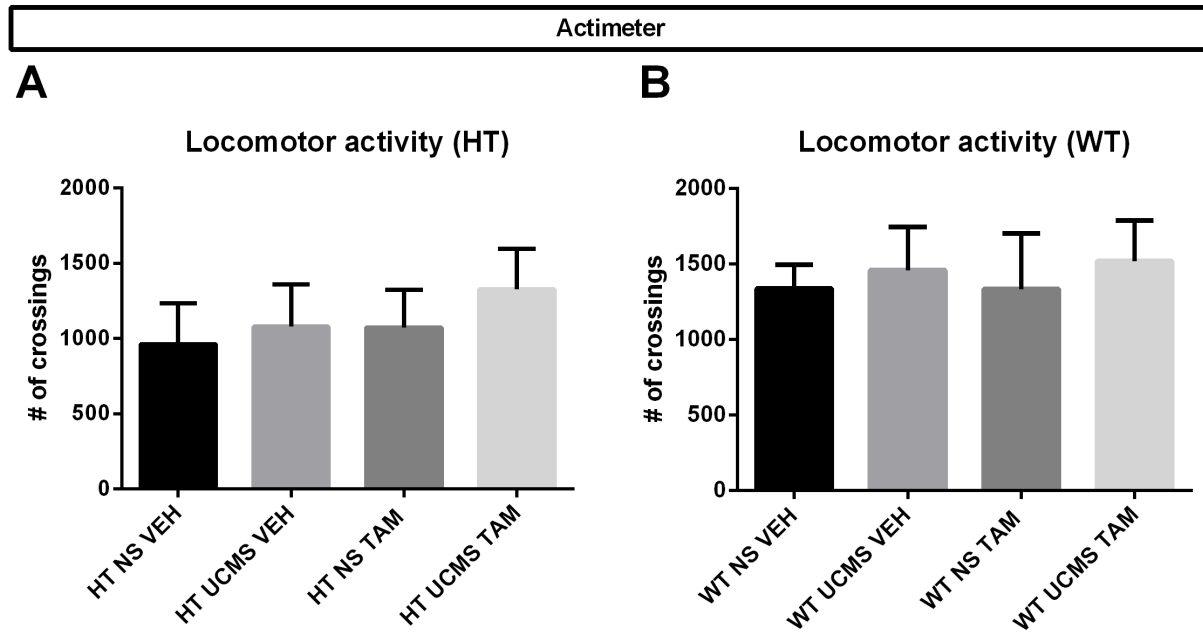 Actimeter
A
Locomotor activity (HT)
# of crossings
2000
1500
1000
500
0
HT NS VEH
HT UCMS VEH
HT NS TAM
HT UCMS TAM
B
Locomotor activity (WT)
# of crossings
2000
1500
1000
500
0
WT NS VEH
WT UCMS VEH
WT NS TAM
WT UCMS TAM